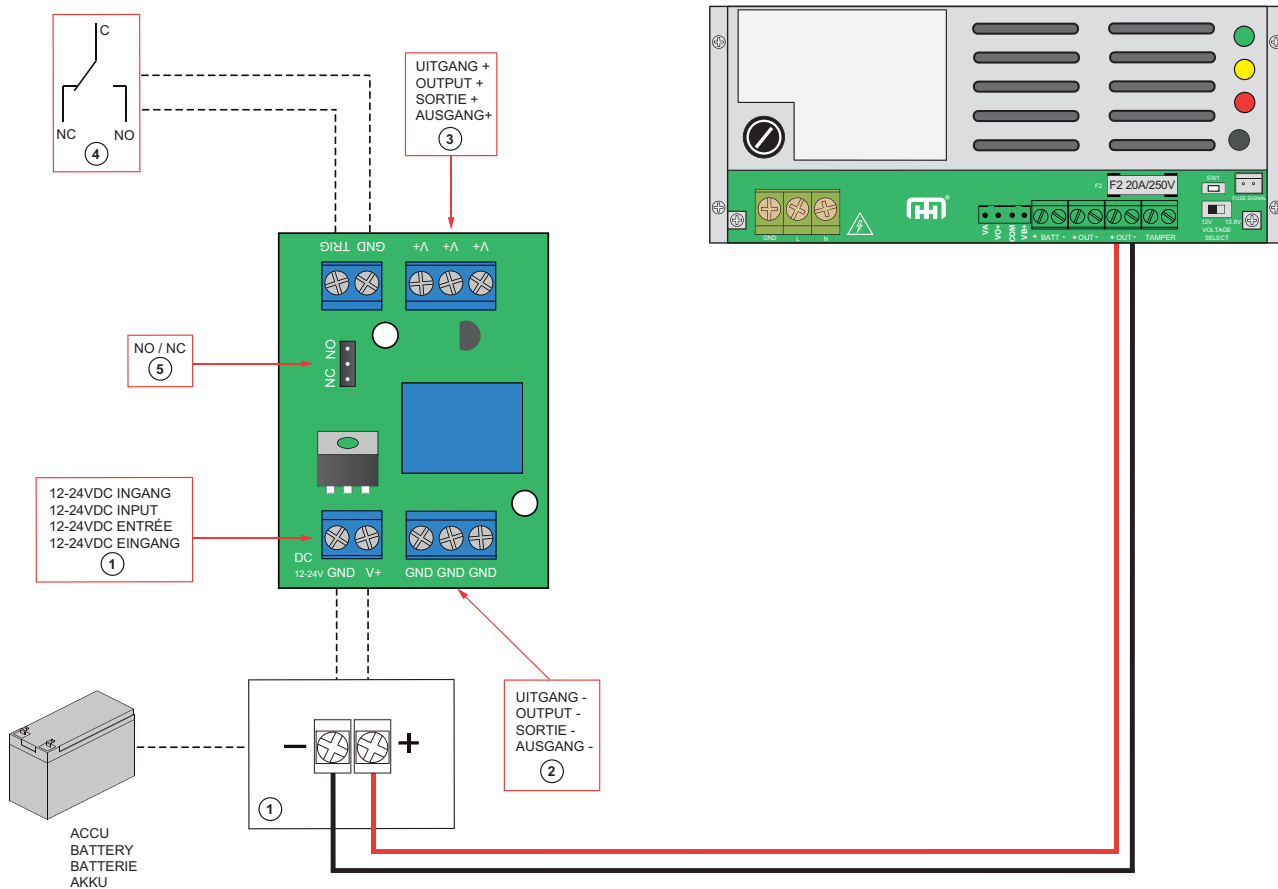 C
NC
NO
4
UITGANG +
OUTPUT +
SORTIE +
AUSGANG+
3
F2
F2 20A/250V
SW1
FUSE SIGNAL
12V 13.8V
VOLTAGE
SELECT
GND L N
VA
VO+
COM
VB+
+ BATT - + OUT - + OUT - TAMPER
TRIG GND V+ V+ V+
NO / NC
5
NC NO
12-24VDC INGANG
12-24VDC INPUT
12-24VDC ENTRÉE
12-24VDC EINGANG
1
DC
12-24V GND V+ GND GND GND
UITGANG -
OUTPUT -
SORTIE -
AUSGANG -
2
− +
1
ACCU
BATTERY
BATTERIE
AKKU